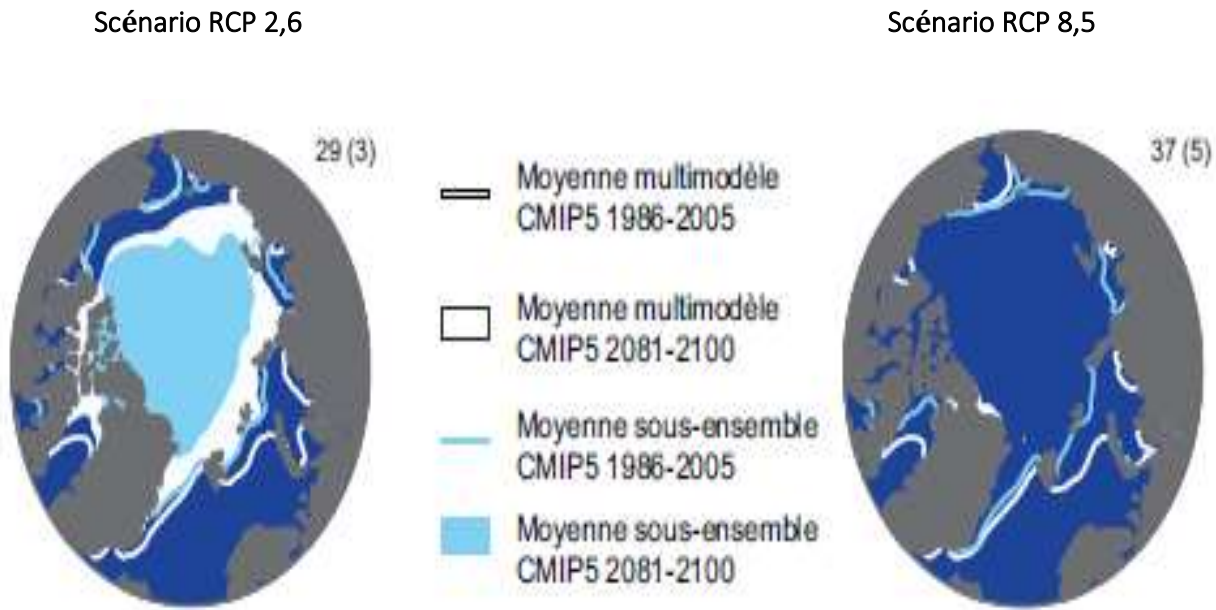 Scénario RCP 2,6
Scénario RCP 8,5
29 (3)
37 (5)
Moyenne multimodèle
CMIP5 1986-2005
Moyenne multimodèle
CMIP5 2081-2100
Moyenne sous-ensemble
CMIP5 1986-2005
Moyenne sous-ensemble
CMIP5 2081-2100